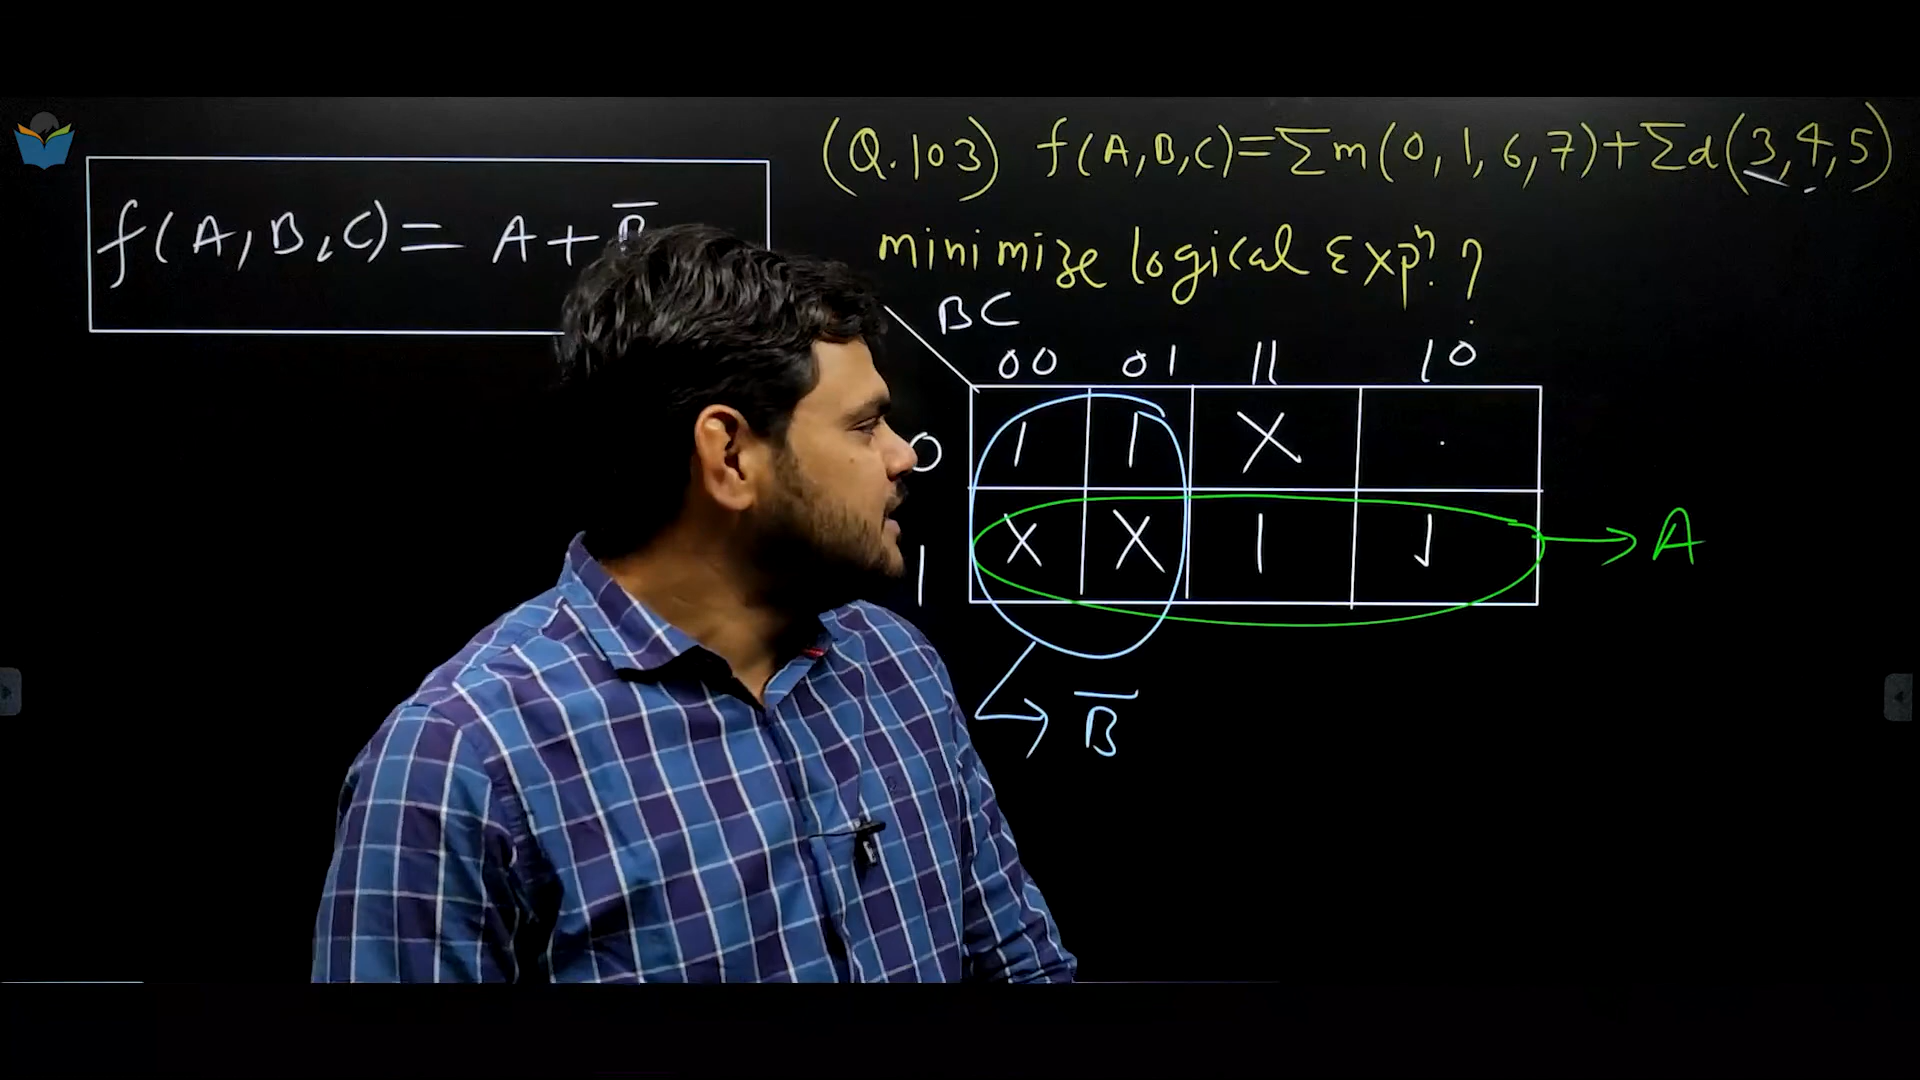 (Q.103) f(A,B,C)=Σm(0,1,6,7)+Σd(3,4,5)
minimize logical Expⁿ.?
f(A,B,C)= A+B̅
BC
00 01 11 10
0 1 1 X .
1 X X 1 1
→ A
→ B̅